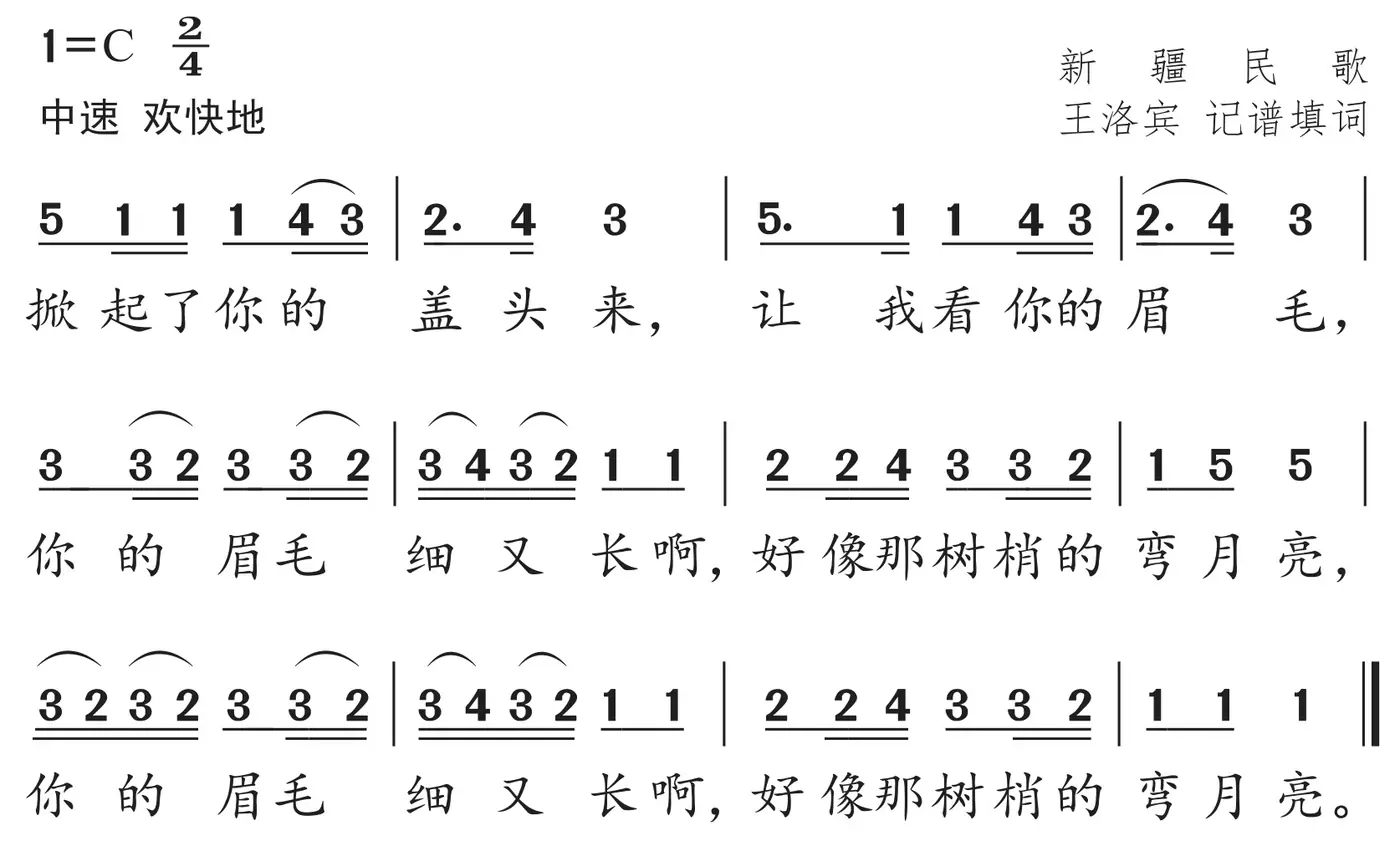 1=C 2/4
新疆民歌
中速 欢快地
王洛宾 记谱填词
5 1 1 1 4 3 | 2. 4 3 | 5. 1 1 4 3 | 2. 4 3 |
掀起了你的 盖头来, 让我看你的眉毛,
3 3 2 3 3 2 | 3 4 3 2 1 1 | 2 2 4 3 3 2 | 1 5 5 |
你的眉毛 细又长啊, 好像那树梢的弯月亮,
3 2 3 2 3 3 2 | 3 4 3 2 1 1 | 2 2 4 3 3 2 | 1 1 1 ‖
你的眉毛 细又长啊, 好像那树梢的弯月亮。